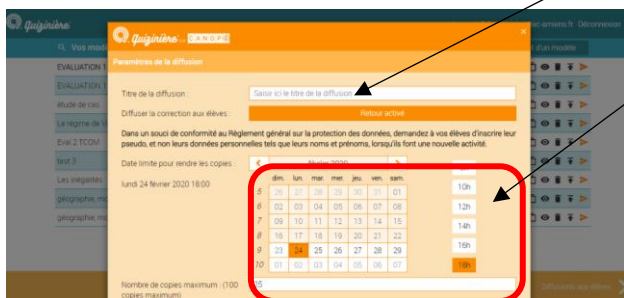 Quizinière
ec-amiens.fr Déconnexion
Quizinière CANOPÉ
×
Vos mod
d'un modèle
Paramètres de la diffusion
EVALUATION 1
EVALUATION 1
étude de cas
Le régime de V
Eval 2 TCOM
test 3
Les inégalités
géographie, mo
géographie, mo
Titre de la diffusion :
Saisir ici le titre de la diffusion
Diffuser la correction aux élèves :
Retour activé
Dans un souci de conformité au Règlement général sur la protection des données, demandez à vos élèves d'inscrire leur
pseudo, et non leurs données personnelles tels que leurs noms et prénoms, lorsqu'ils font une nouvelle activité.
Date limite pour rendre les copies :
< février 2020 >
lundi 24 février 2020 18:00
dim. lun. mar. mer. jeu. ven. sam.
5 26 27 28 29 30 31 01
6 02 03 04 05 06 07 08
7 09 10 11 12 13 14 15
8 16 17 18 19 20 21 22
9 23 24 25 26 27 28 29
10 01 02 03 04 05 06 07
10h
12h
14h
16h
18h
Nombre de copies maximum : (100
copies maximum)
35
Diffusons aux élèves